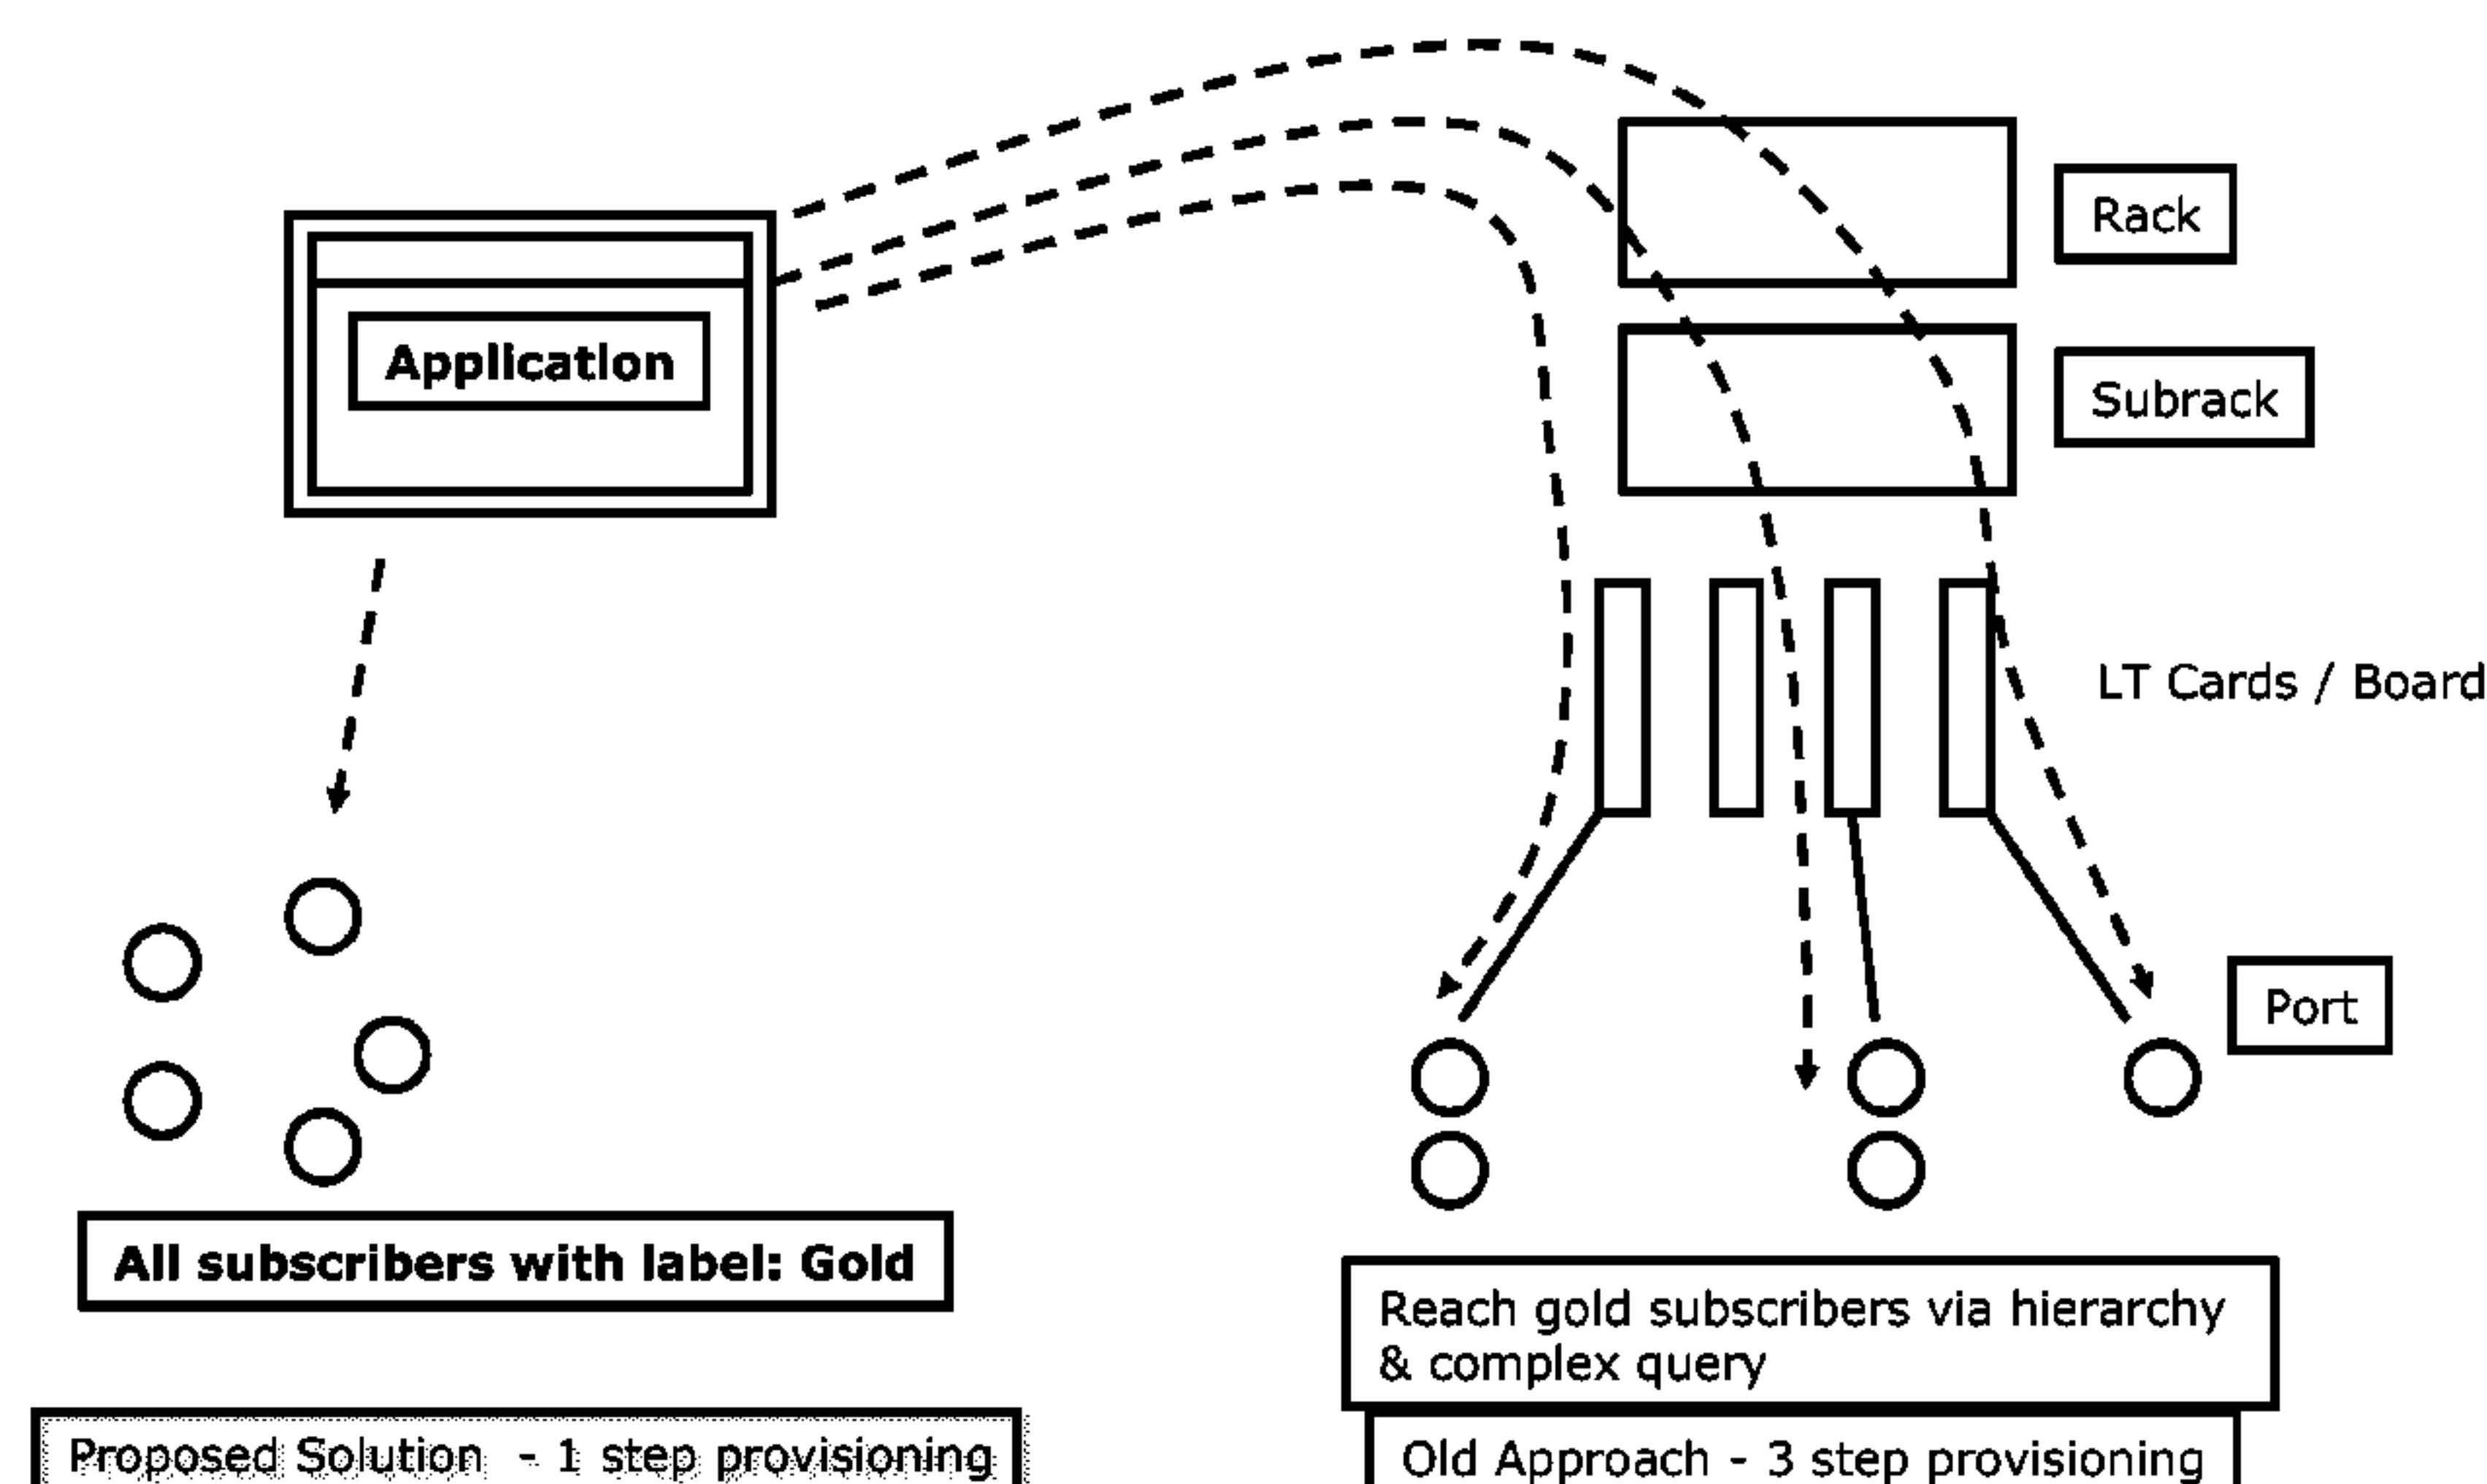 Rack
Application
Subrack
LT Cards / Board
Port
All subscribers with label: Gold
Reach gold subscribers via hierarchy
& complex query
Proposed Solution - 1 step provisioning
Old Approach - 3 step provisioning